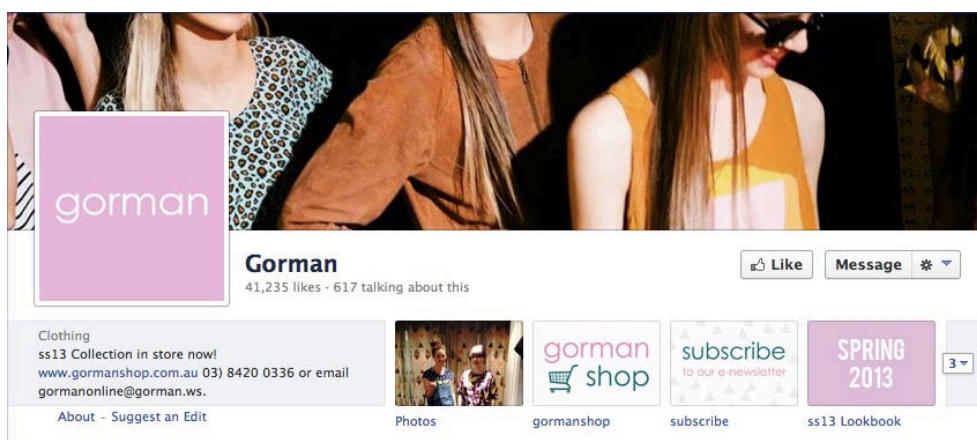 gorman
Gorman
41,235 likes · 617 talking about this
Like
Message
Clothing
ss13 Collection in store now!
www.gormanshop.com.au 03) 8420 0336 or email
gormanonline@gorman.ws.
About - Suggest an Edit
gorman
shop
subscribe
to our e-newsletter
SPRING
2013
3
Photos
gormanshop
subscribe
ss13 Lookbook